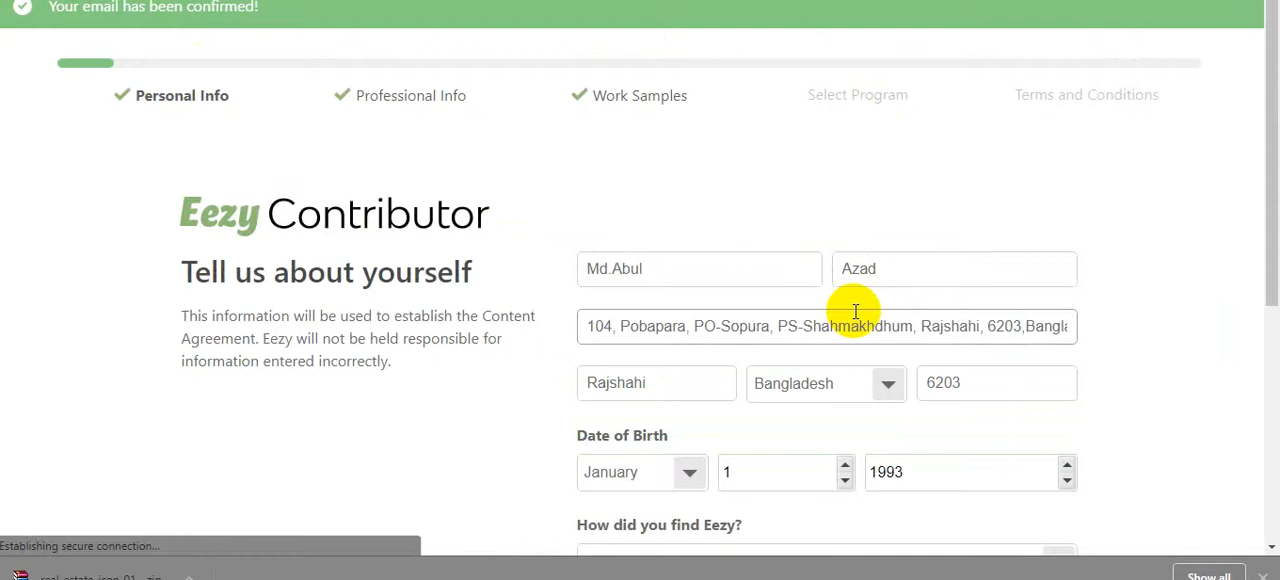 Your email has been confirmed!
Personal Info
Professional Info
Work Samples
Select Program
Terms and Conditions
Eezy Contributor
Tell us about yourself
This information will be used to establish the Content
Agreement. Eezy will not be held responsible for
information entered incorrectly.
Md.Abul
Azad
104, Pobapara, PO-Sopura, PS-Shahmakhdhum, Rajshahi, 6203,Bangla
Rajshahi
Bangladesh
6203
Date of Birth
January
1
1993
How did you find Eezy?
Establishing secure connection...
real_estate_icon_01_.zip
Show all